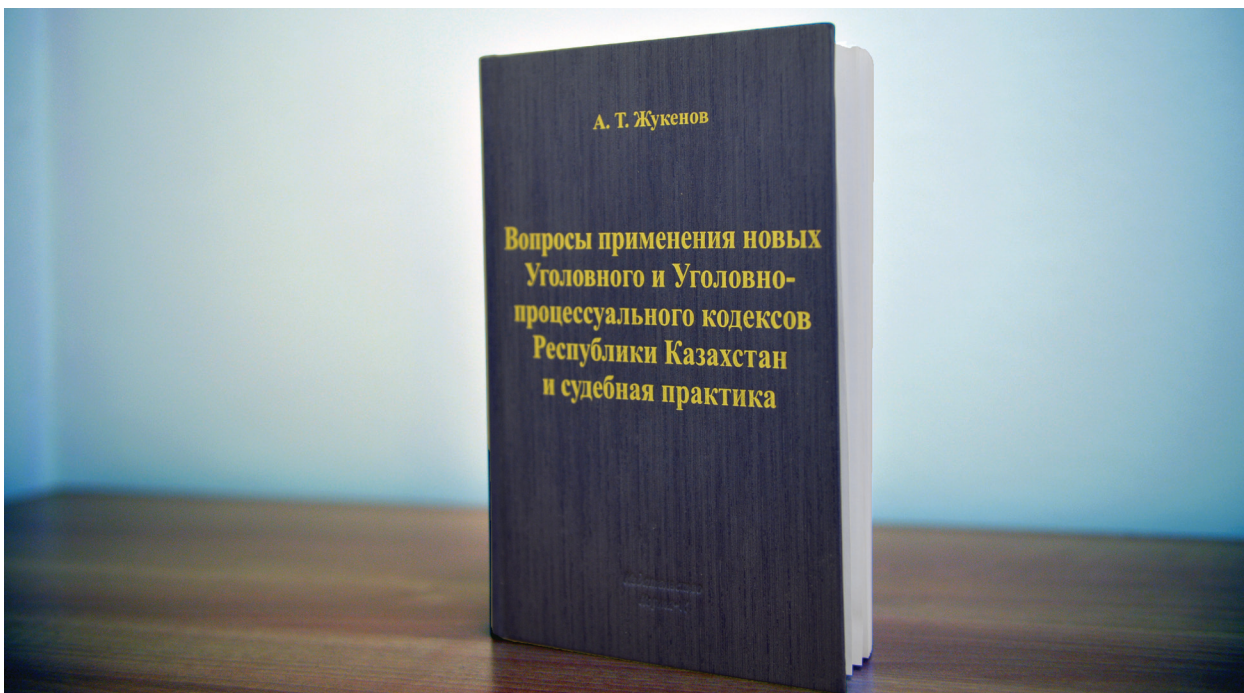 А. Т. Жукенов
Вопросы применения новых
Уголовного и Уголовно-
процессуального кодексов
Республики Казахстан
и судебная практика